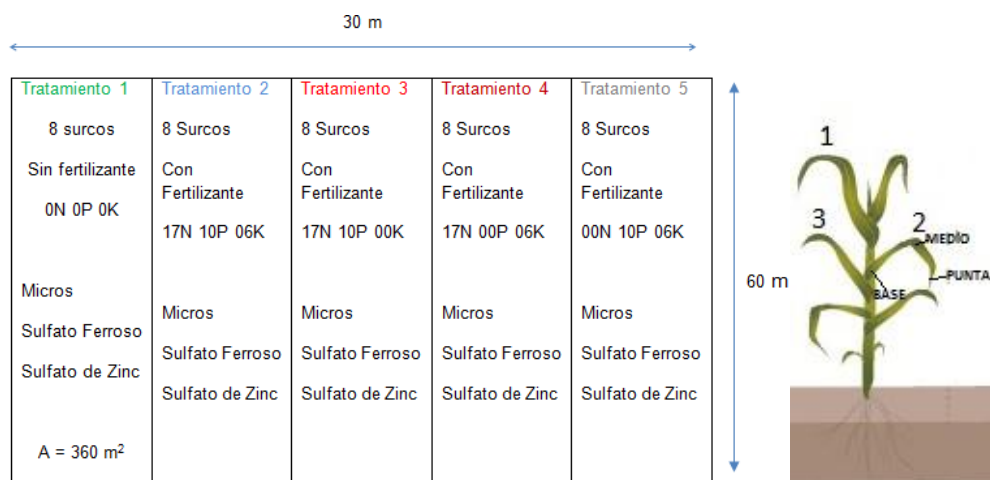 30 m
Tratamiento 1
8 surcos
Sin fertilizante
0N 0P 0K
Micros
Sulfato Ferroso
Sulfato de Zinc
A = 360 m²
Tratamiento 2
8 Surcos
Con
Fertilizante
17N 10P 06K
Micros
Sulfato Ferroso
Sulfato de Zinc
Tratamiento 3
8 Surcos
Con
Fertilizante
17N 10P 00K
Micros
Sulfato Ferroso
Sulfato de Zinc
Tratamiento 4
8 Surcos
Con
Fertilizante
17N 00P 06K
Micros
Sulfato Ferroso
Sulfato de Zinc
Tratamiento 5
8 Surcos
Con
Fertilizante
00N 10P 06K
Micros
Sulfato Ferroso
Sulfato de Zinc
60 m
1
3
2
MEDIO
PUNTA
BASE